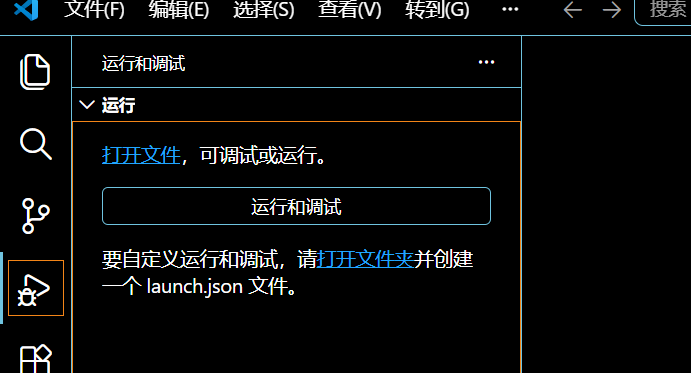 文件(F) 编辑(E) 选择(S) 查看(V) 转到(G) ··· 搜索
运行和调试 ···
运行
打开文件，可调试或运行。
运行和调试
要自定义运行和调试，请打开文件夹并创建
一个 launch.json 文件。